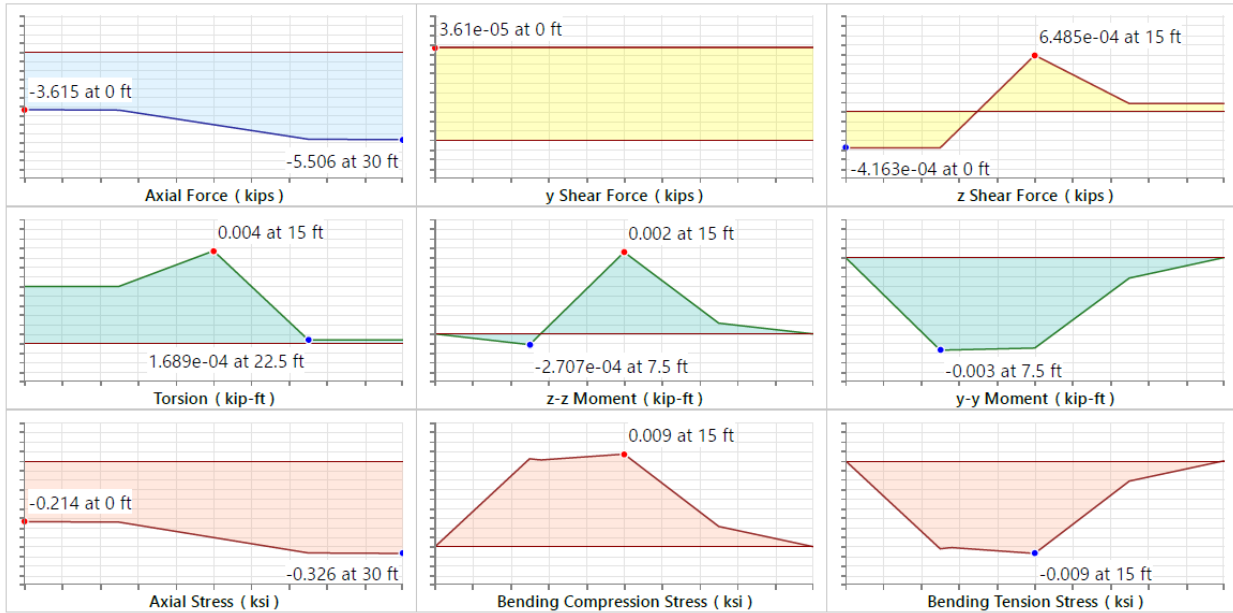 3.61e-05 at 0 ft
6.485e-04 at 15 ft
-3.615 at 0 ft
-5.506 at 30 ft
-4.163e-04 at 0 ft
Axial Force ( kips )
y Shear Force ( kips )
z Shear Force ( kips )
0.004 at 15 ft
0.002 at 15 ft
1.689e-04 at 22.5 ft
-2.707e-04 at 7.5 ft
-0.003 at 7.5 ft
Torsion ( kip-ft )
z-z Moment ( kip-ft )
y-y Moment ( kip-ft )
0.009 at 15 ft
-0.214 at 0 ft
-0.326 at 30 ft
-0.009 at 15 ft
Axial Stress ( ksi )
Bending Compression Stress ( ksi )
Bending Tension Stress ( ksi )